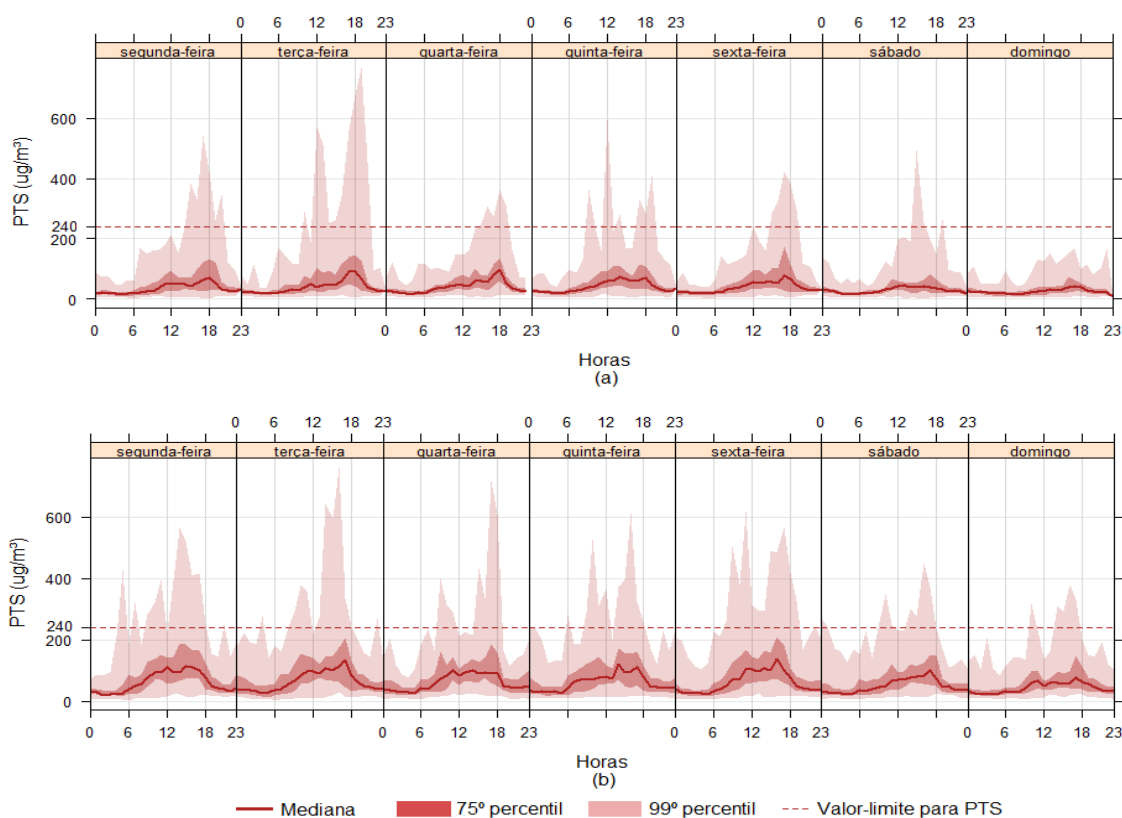 0 6 12 18 23 0 6 12 18 23 0 6 12 18 23
segunda-feira terça-feira quarta-feira quinta-feira sexta-feira sábado domingo
PTS (ug/m³)
600
400
240
200
0
0 6 12 18 23 0 6 12 18 23 0 6 12 18 23 0 6 12 18 23
Horas
(a)
0 6 12 18 23 0 6 12 18 23 0 6 12 18 23
segunda-feira terça-feira quarta-feira quinta-feira sexta-feira sábado domingo
PTS (ug/m³)
600
400
240
200
0
0 6 12 18 23 0 6 12 18 23 0 6 12 18 23 0 6 12 18 23
Horas
(b)
Mediana 75º percentil 99º percentil Valor-limite para PTS